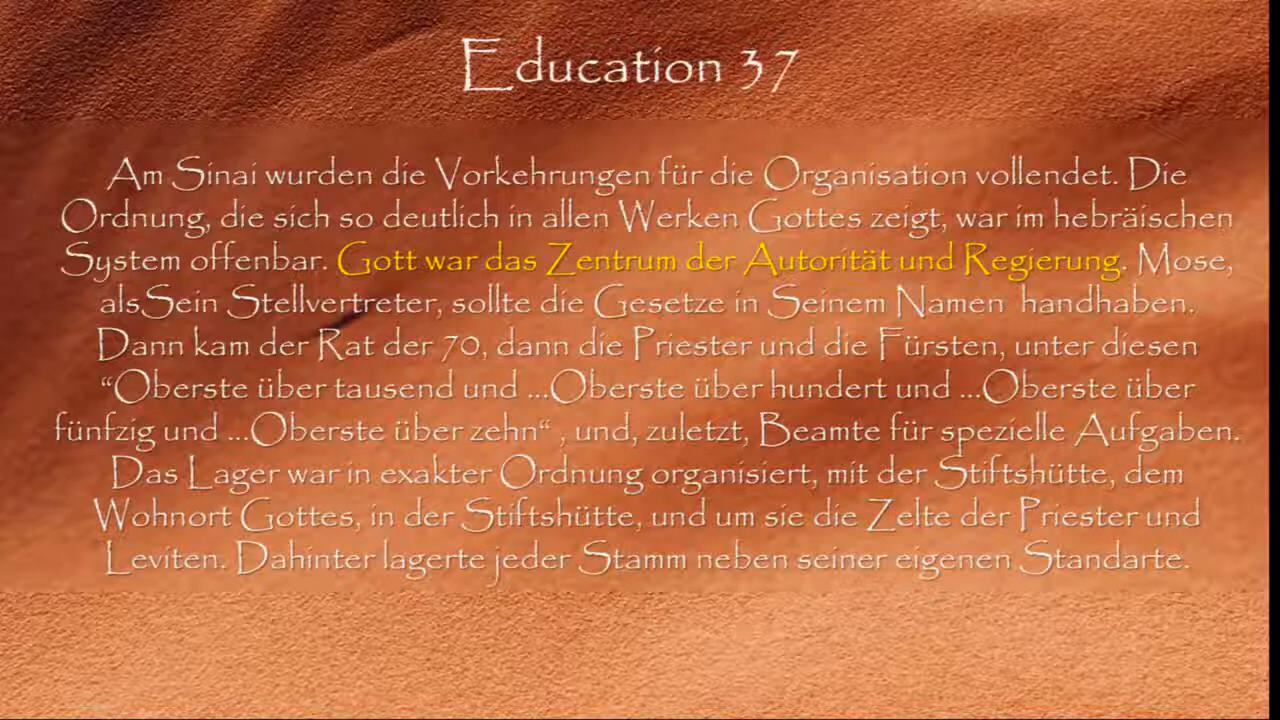 Education 37
Am Sinai wurden die Vorkehrungen für die Organisation vollendet. Die
Ordnung, die sich so deutlich in allen Werken Gottes zeigt, war im hebräischen
System offenbar. Gott war das Zentrum der Autorität und Regierung. Mose,
alsSein Stellvertreter, sollte die Gesetze in Seinem Namen handhaben.
Dann kam der Rat der 70, dann die Priester und die Fürsten, unter diesen
“Oberste über tausend und ...Oberste über hundert und ...Oberste über
fünfzig und ...Oberste über zehn“ , und, zuletzt, Beamte für spezielle Aufgaben.
Das Lager war in exakter Ordnung organisiert, mit der Stiftshütte, dem
Wohnort Gottes, in der Stiftshütte, und um sie die Zelte der Priester und
Leviten. Dahinter lagerte jeder Stamm neben seiner eigenen Standarte.